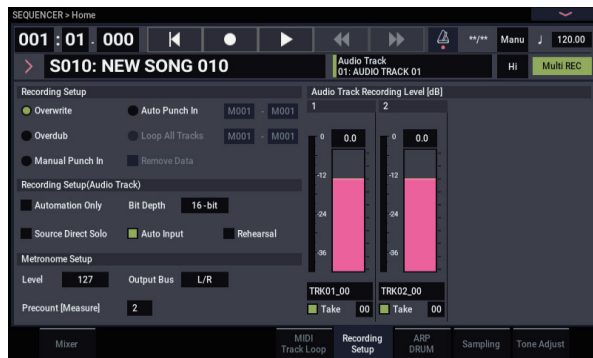 SEQUENCER > Home
001 : 01 . 000 **/** Manu ♩ 120.00
> S010: NEW SONG 010 Audio Track 01: AUDIO TRACK 01 Hi Multi REC
Recording Setup
Overwrite Auto Punch In M001 - M001
Overdub Loop All Tracks M001 - M001
Manual Punch In Remove Data
Recording Setup(Audio Track)
Automation Only Bit Depth 16-bit
Source Direct Solo Auto Input Rehearsal
Metronome Setup
Level 127 Output Bus L/R
Precount [Measure] 2
Audio Track Recording Level [dB]
1 2
0 0.0 0 0.0
-12 -12
-24 -24
-36 -36
TRK01_00 TRK02_00
Take 00 Take 00
Mixer MIDI Track Loop Recording Setup ARP DRUM Sampling Tone Adjust